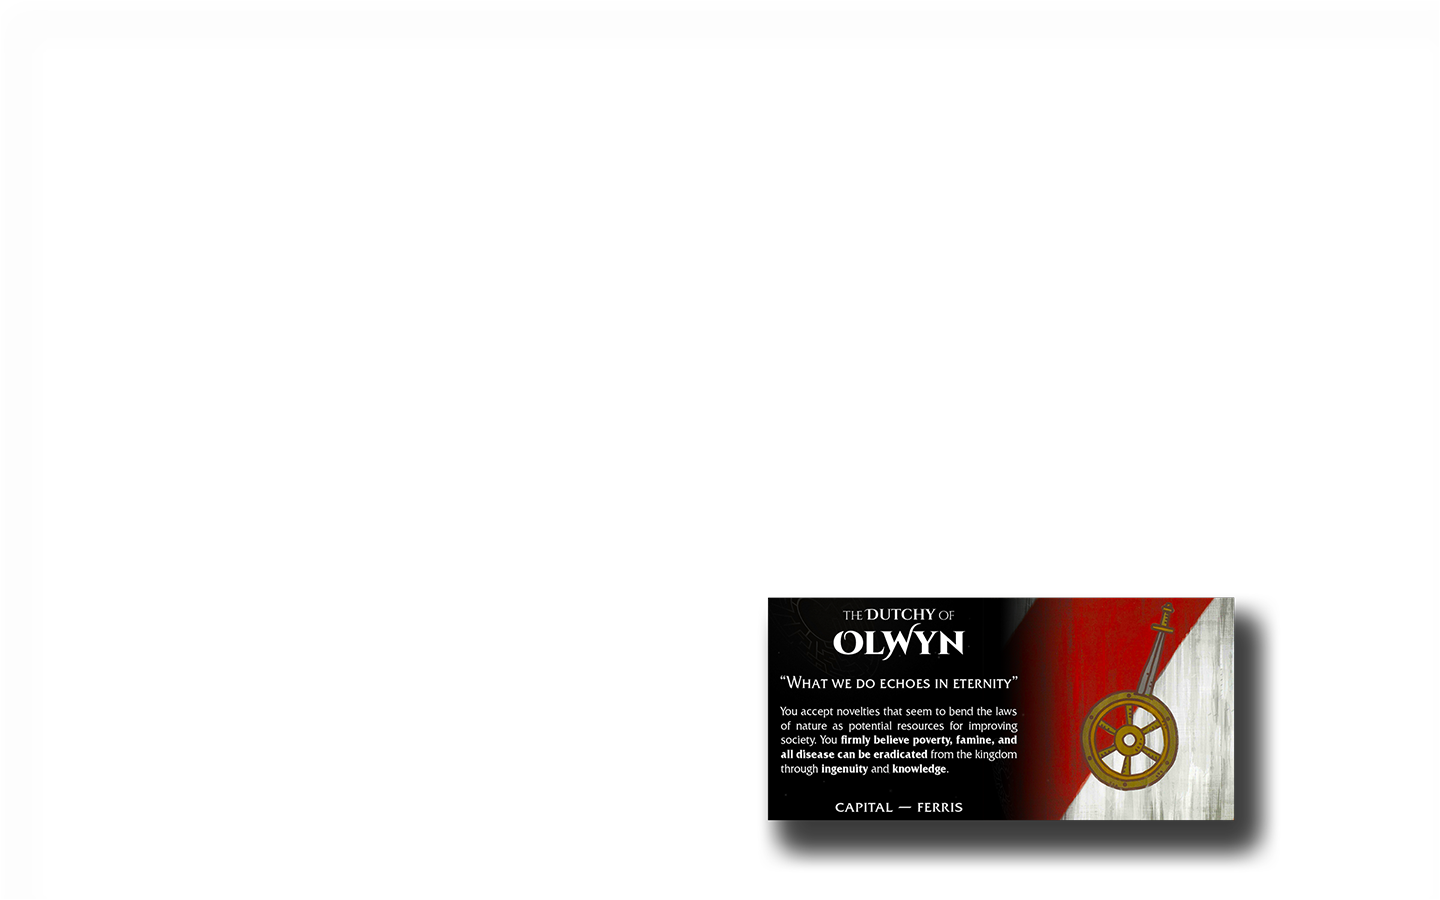 THE DUTCHY OF
OLWYN
“WHAT WE DO ECHOES IN ETERNITY”
You accept novelties that seem to bend the laws
of nature as potential resources for improving
society. You firmly believe poverty, famine, and
all disease can be eradicated from the kingdom
through ingenuity and knowledge.
CAPITAL — FERRIS